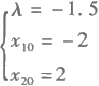 λ = -1.5
x₁₀ = -2
x₂₀ = 2